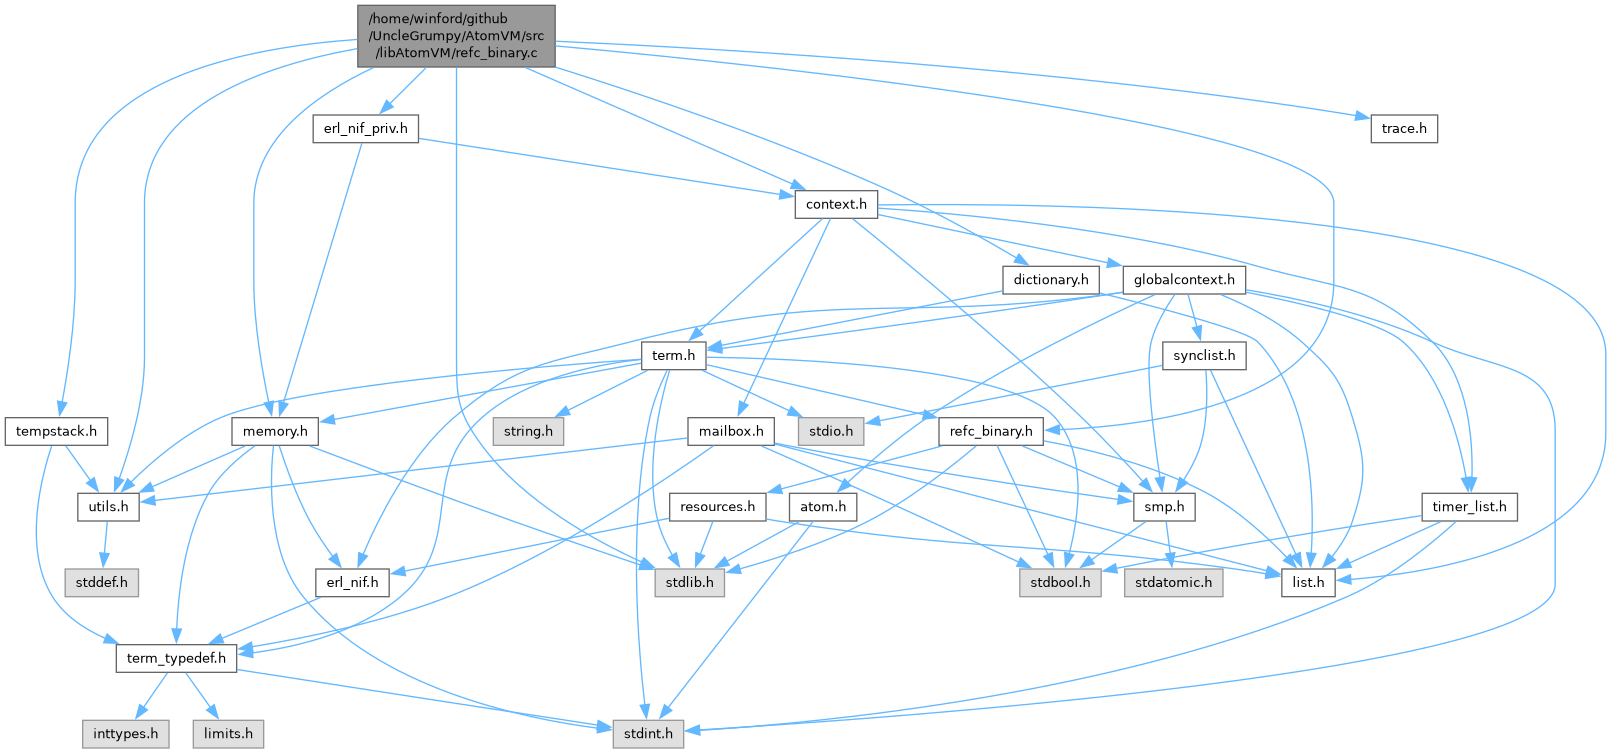 /home/winford/github
/UncleGrumpy/AtomVM/src
/libAtomVM/refc_binary.c
erl_nif_priv.h
trace.h
context.h
dictionary.h
globalcontext.h
term.h
synclist.h
tempstack.h
memory.h
string.h
mailbox.h
stdio.h
refc_binary.h
utils.h
resources.h
atom.h
smp.h
timer_list.h
stddef.h
erl_nif.h
stdlib.h
stdbool.h
stdatomic.h
list.h
term_typedef.h
inttypes.h
limits.h
stdint.h